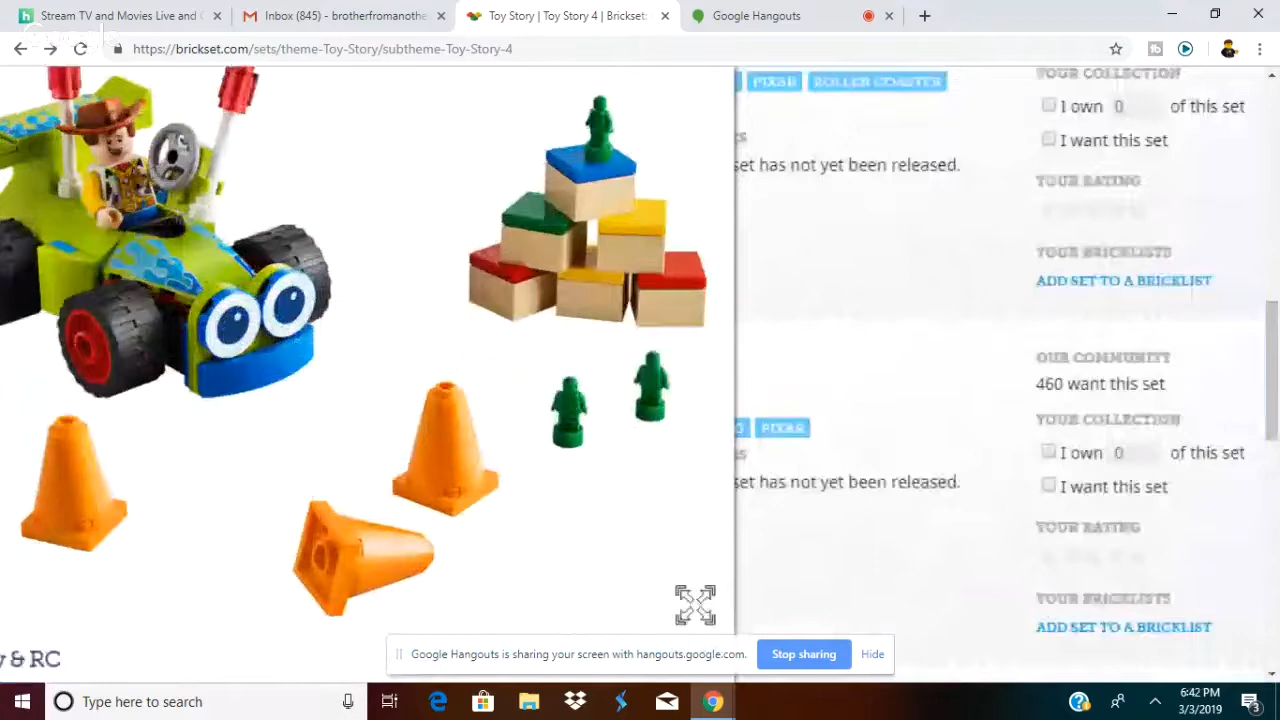 Stream TV and Movies Live and O
Inbox (845) - brotherfromanothe
Toy Story | Toy Story 4 | Brickset:
Google Hangouts
https://brickset.com/sets/theme-Toy-Story/subtheme-Toy-Story-4
PIXAR
ROLLER COASTER
YOUR COLLECTION
I own 0 of this set
set has not yet been released.
I want this set
YOUR RATING
YOUR BRICKLISTS
ADD SET TO A BRICKLIST
OUR COMMUNITY
460 want this set
YOUR COLLECTION
PIXAR
I own 0 of this set
set has not yet been released.
I want this set
YOUR RATING
YOUR BRICKLISTS
ADD SET TO A BRICKLIST
y & RC
Google Hangouts is sharing your screen with hangouts.google.com.
Stop sharing
Hide
Type here to search
6:42 PM
3/3/2019
3